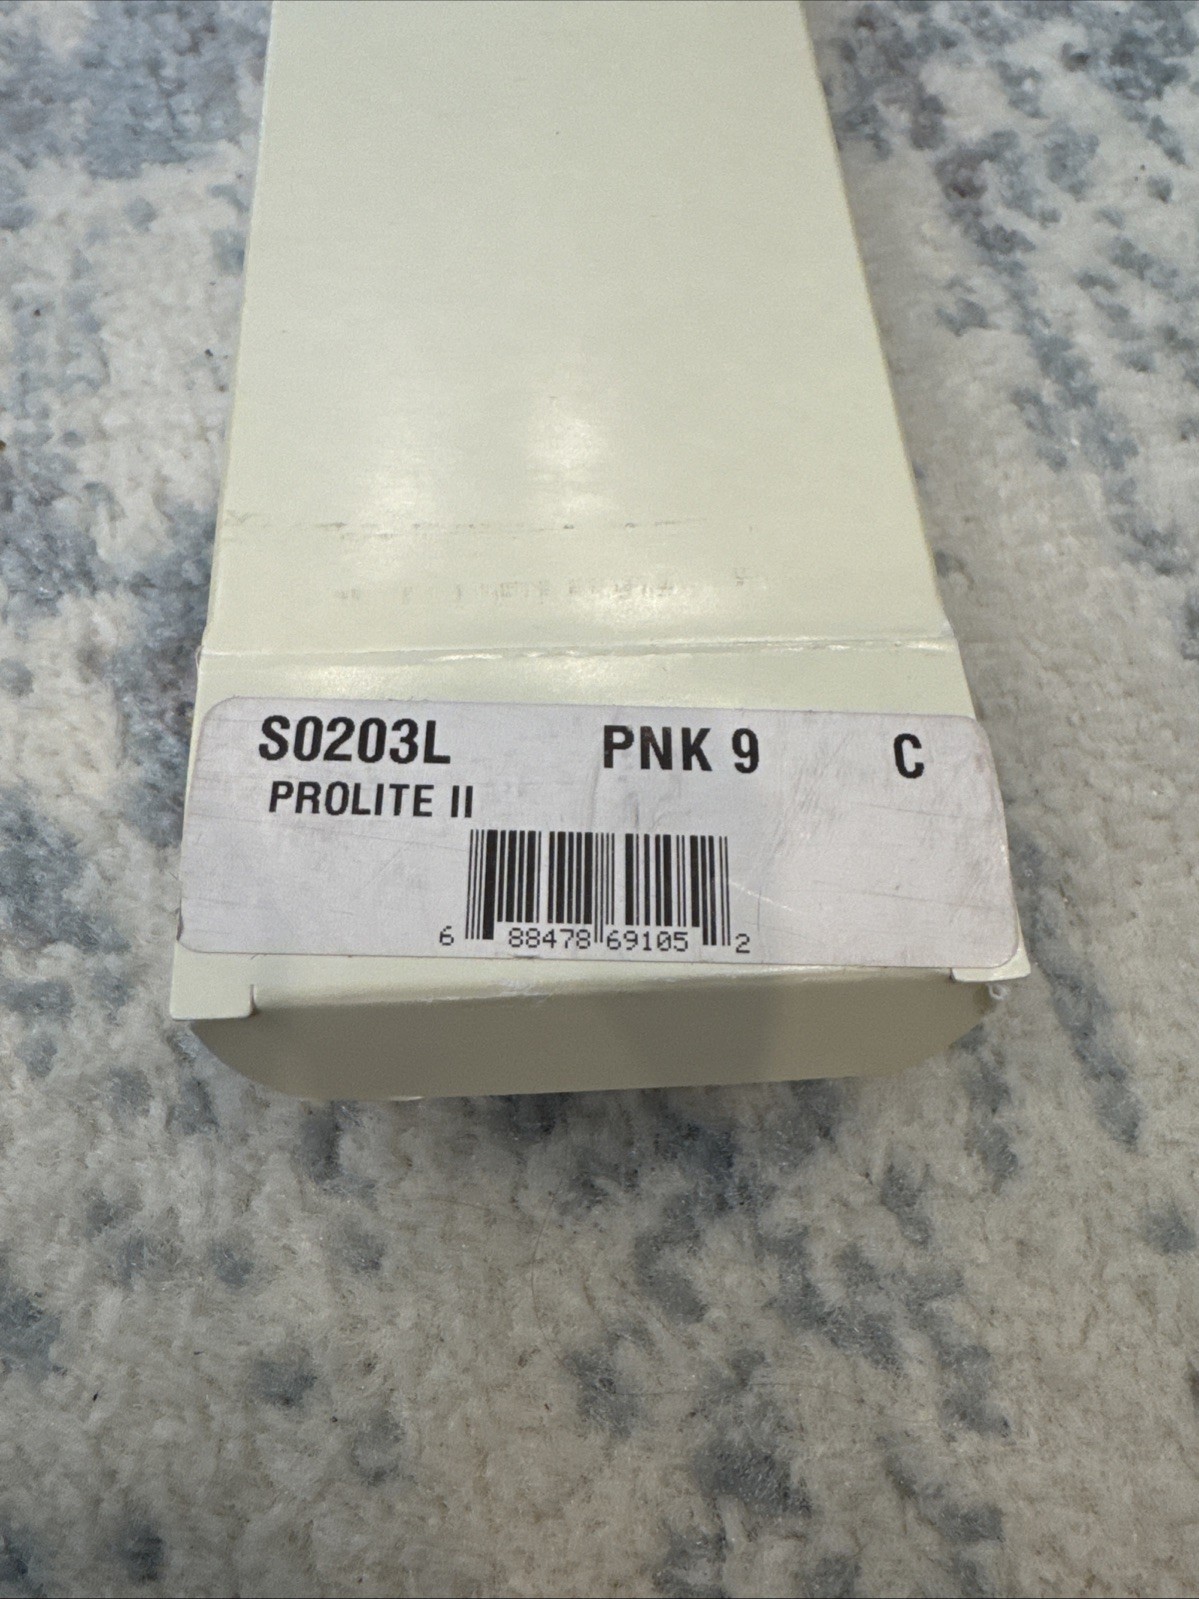 S0203L PNK 9 C
PROLITE II
6 88478 69105 2